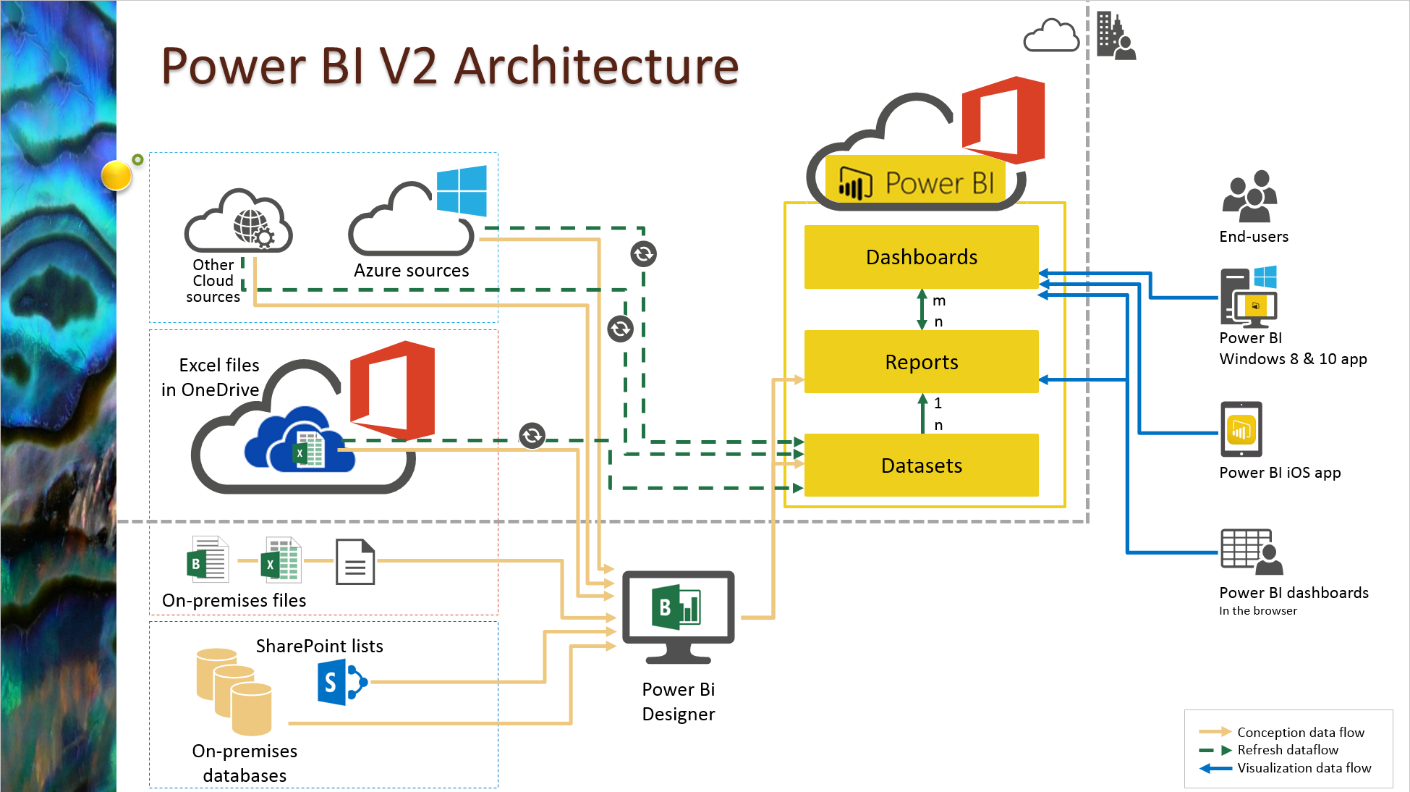 Power BI V2 Architecture
Power BI
Other
Cloud
sources
Azure sources
Dashboards
m
n
Reports
1
n
Datasets
Excel files
in OneDrive
X
B
X
On-premises files
SharePoint lists
S
On-premises
databases
B
Power Bi
Designer
End-users
Power BI
Windows 8 & 10 app
Power BI iOS app
Power BI dashboards
In the browser
Conception data flow
Refresh dataflow
Visualization data flow